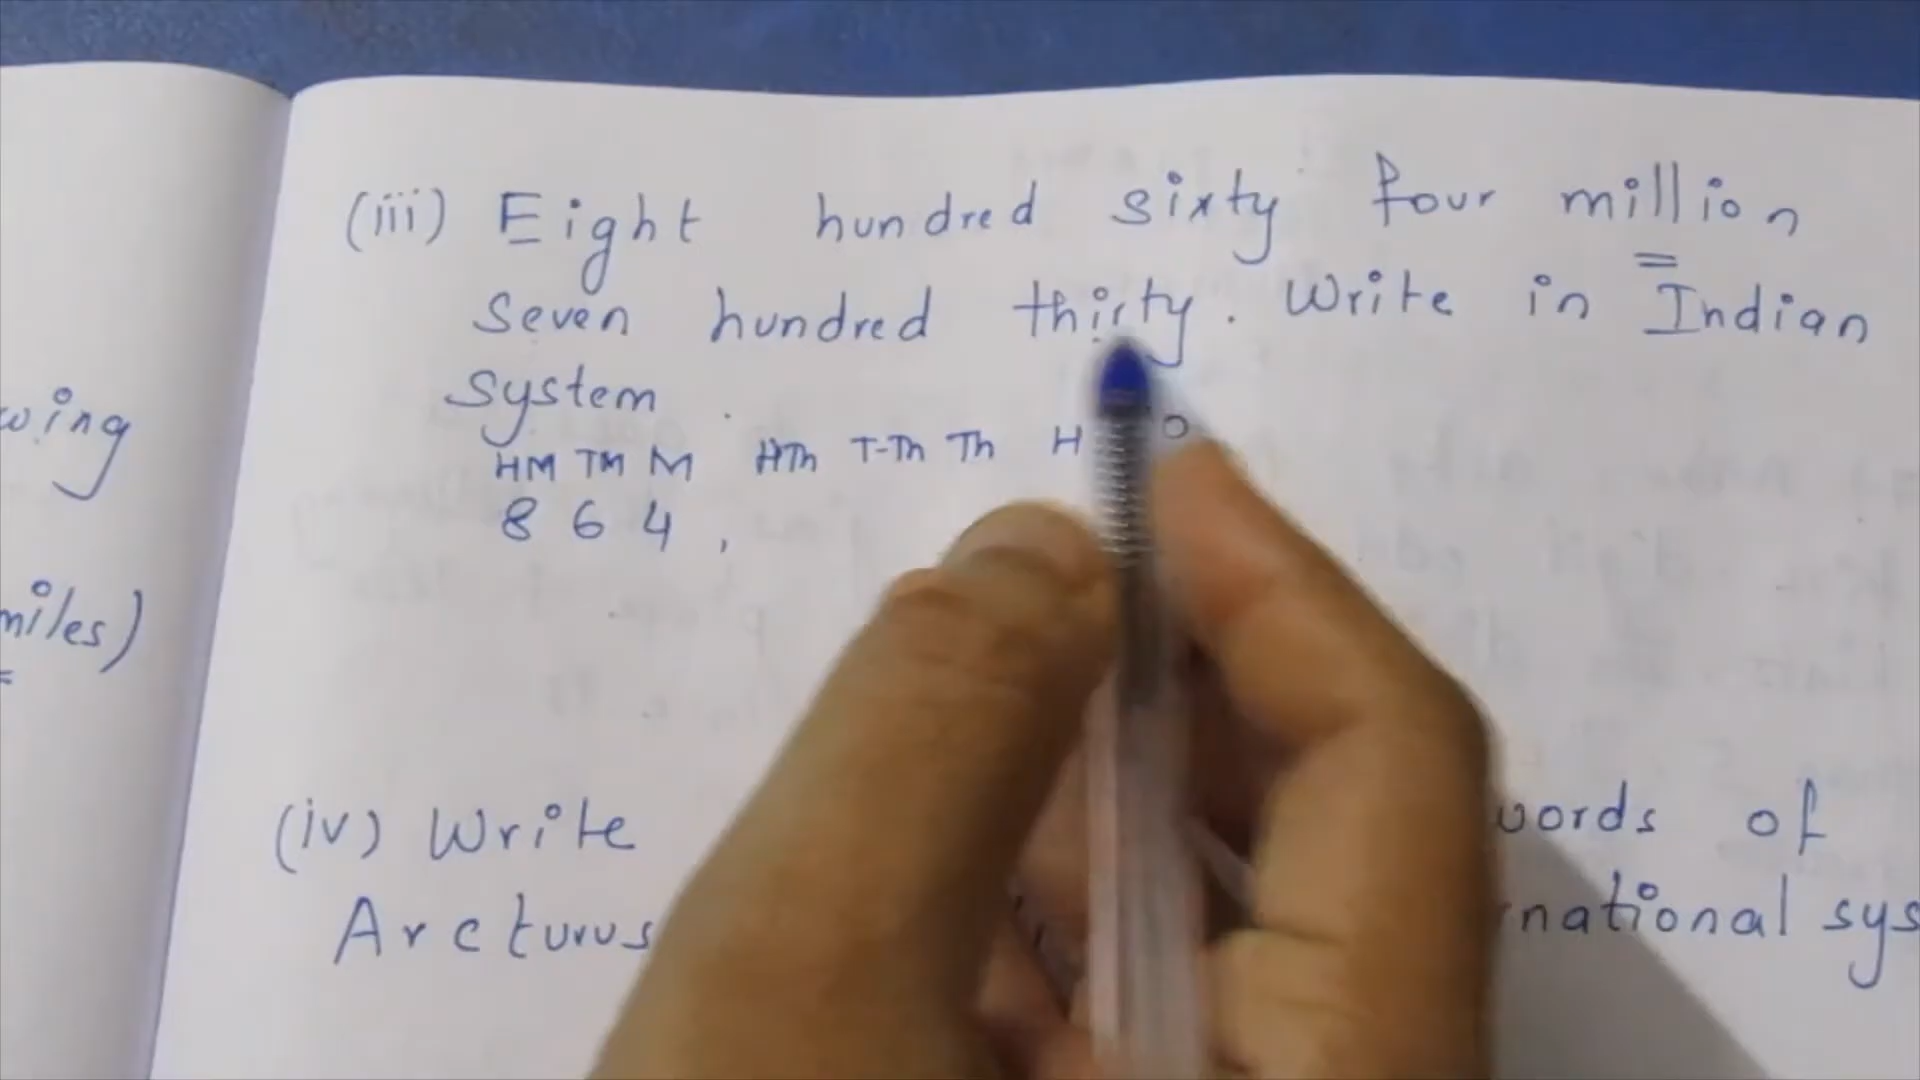 (iii) Eight hundred sixty four million
seven hundred thirty. Write in Indian
system
HM TM M HTh T-Th Th H O
8 6 4 ,
(iv) Write words of
Arcturus national sys
wing
miles)